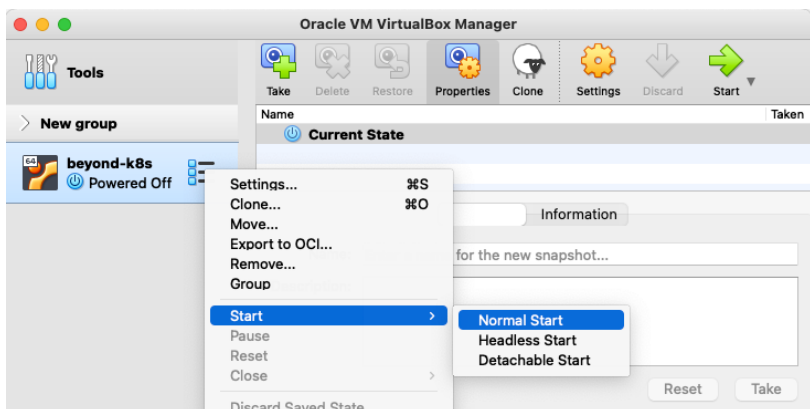 Oracle VM VirtualBox Manager
Tools
Take Delete Restore Properties Clone Settings Discard Start
New group
Name Taken
Current State
64
beyond-k8s
Powered Off
Settings... ⌘S
Clone... ⌘O
Move...
Export to OCI...
Remove...
Group
Information
for the new snapshot...
Start
Pause
Reset
Close
Discard Saved State
Normal Start
Headless Start
Detachable Start
Reset Take